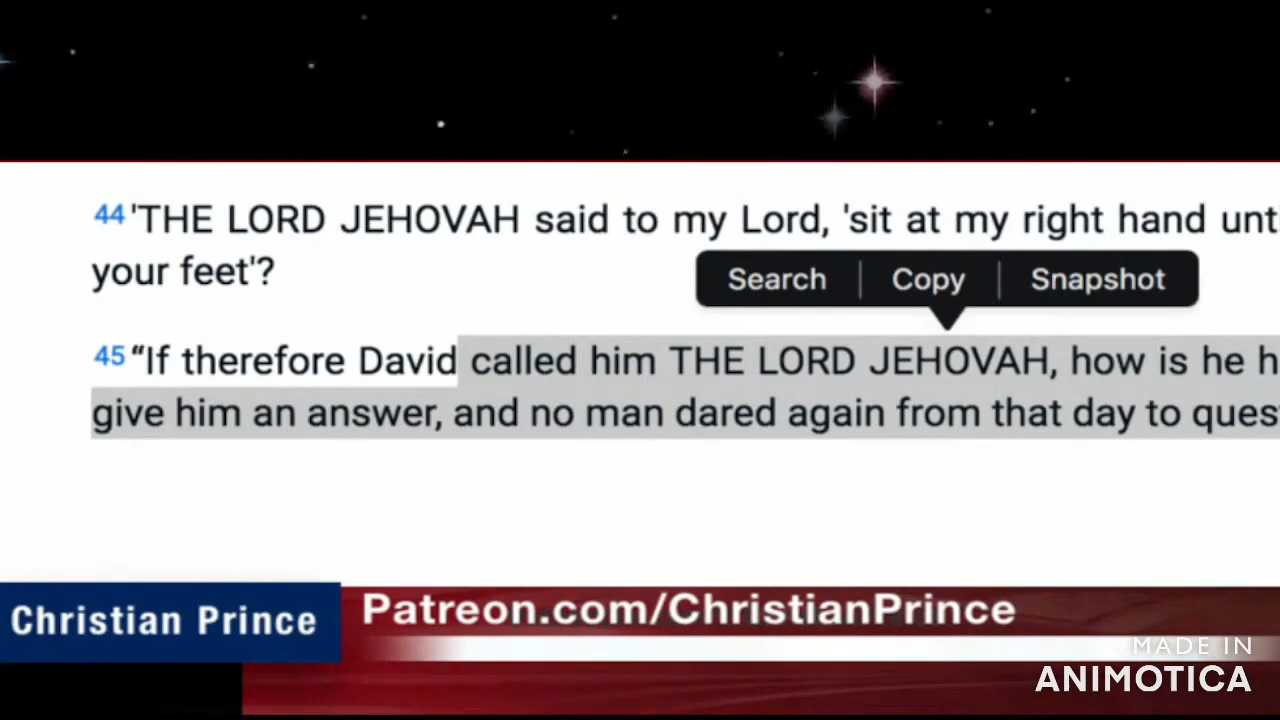 44 'THE LORD JEHOVAH said to my Lord, 'sit at my right hand unt
your feet'?
Search Copy Snapshot
45 “If therefore David called him THE LORD JEHOVAH, how is he h
give him an answer, and no man dared again from that day to ques
Christian Prince
Patreon.com/ChristianPrince
MADE IN
ANIMOTICA